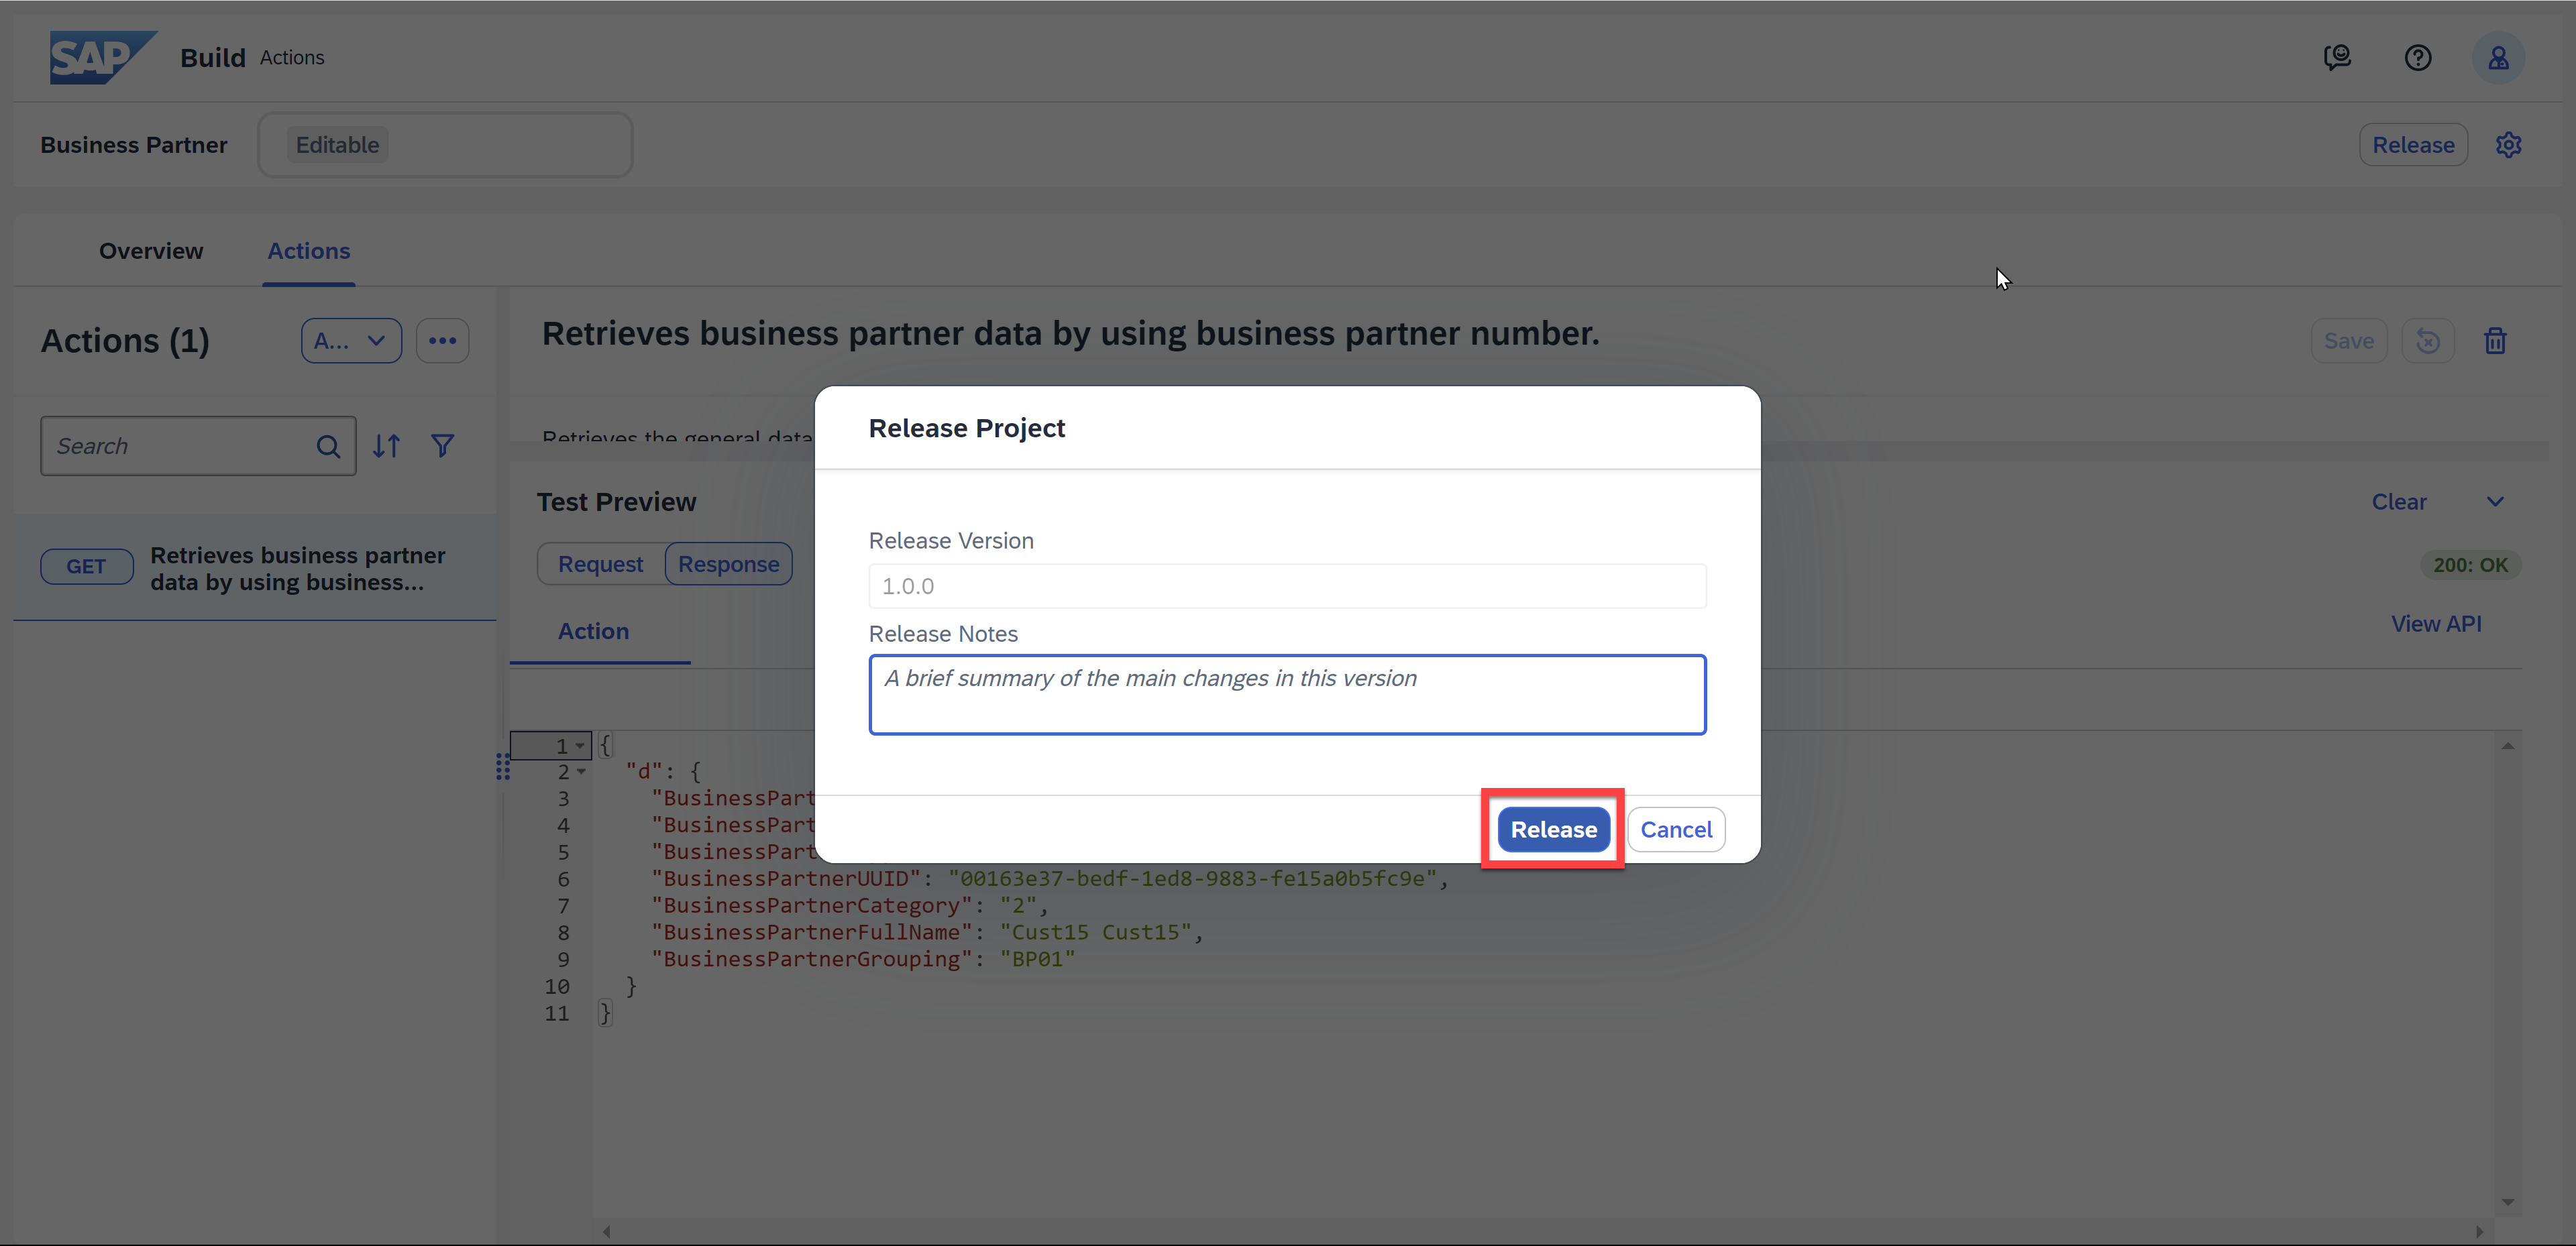 SAP Build Actions
Business Partner Editable Release
Overview Actions
Actions (1) A... Retrieves business partner data by using business partner number. Save
Search
Retrieves the general data
GET Retrieves business partner
data by using business...
Test Preview Clear
Request Response 200: OK
Action View API
Release Project
Release Version
1.0.0
Release Notes
A brief summary of the main changes in this version
Release Cancel
1 {
2 "d": {
3 "BusinessPart
4 "BusinessPart
5 "BusinessPart
6 "BusinessPartnerUUID": "00163e37-bedf-1ed8-9883-fe15a0b5fc9e",
7 "BusinessPartnerCategory": "2",
8 "BusinessPartnerFullName": "Cust15 Cust15",
9 "BusinessPartnerGrouping": "BP01"
10 }
11 }